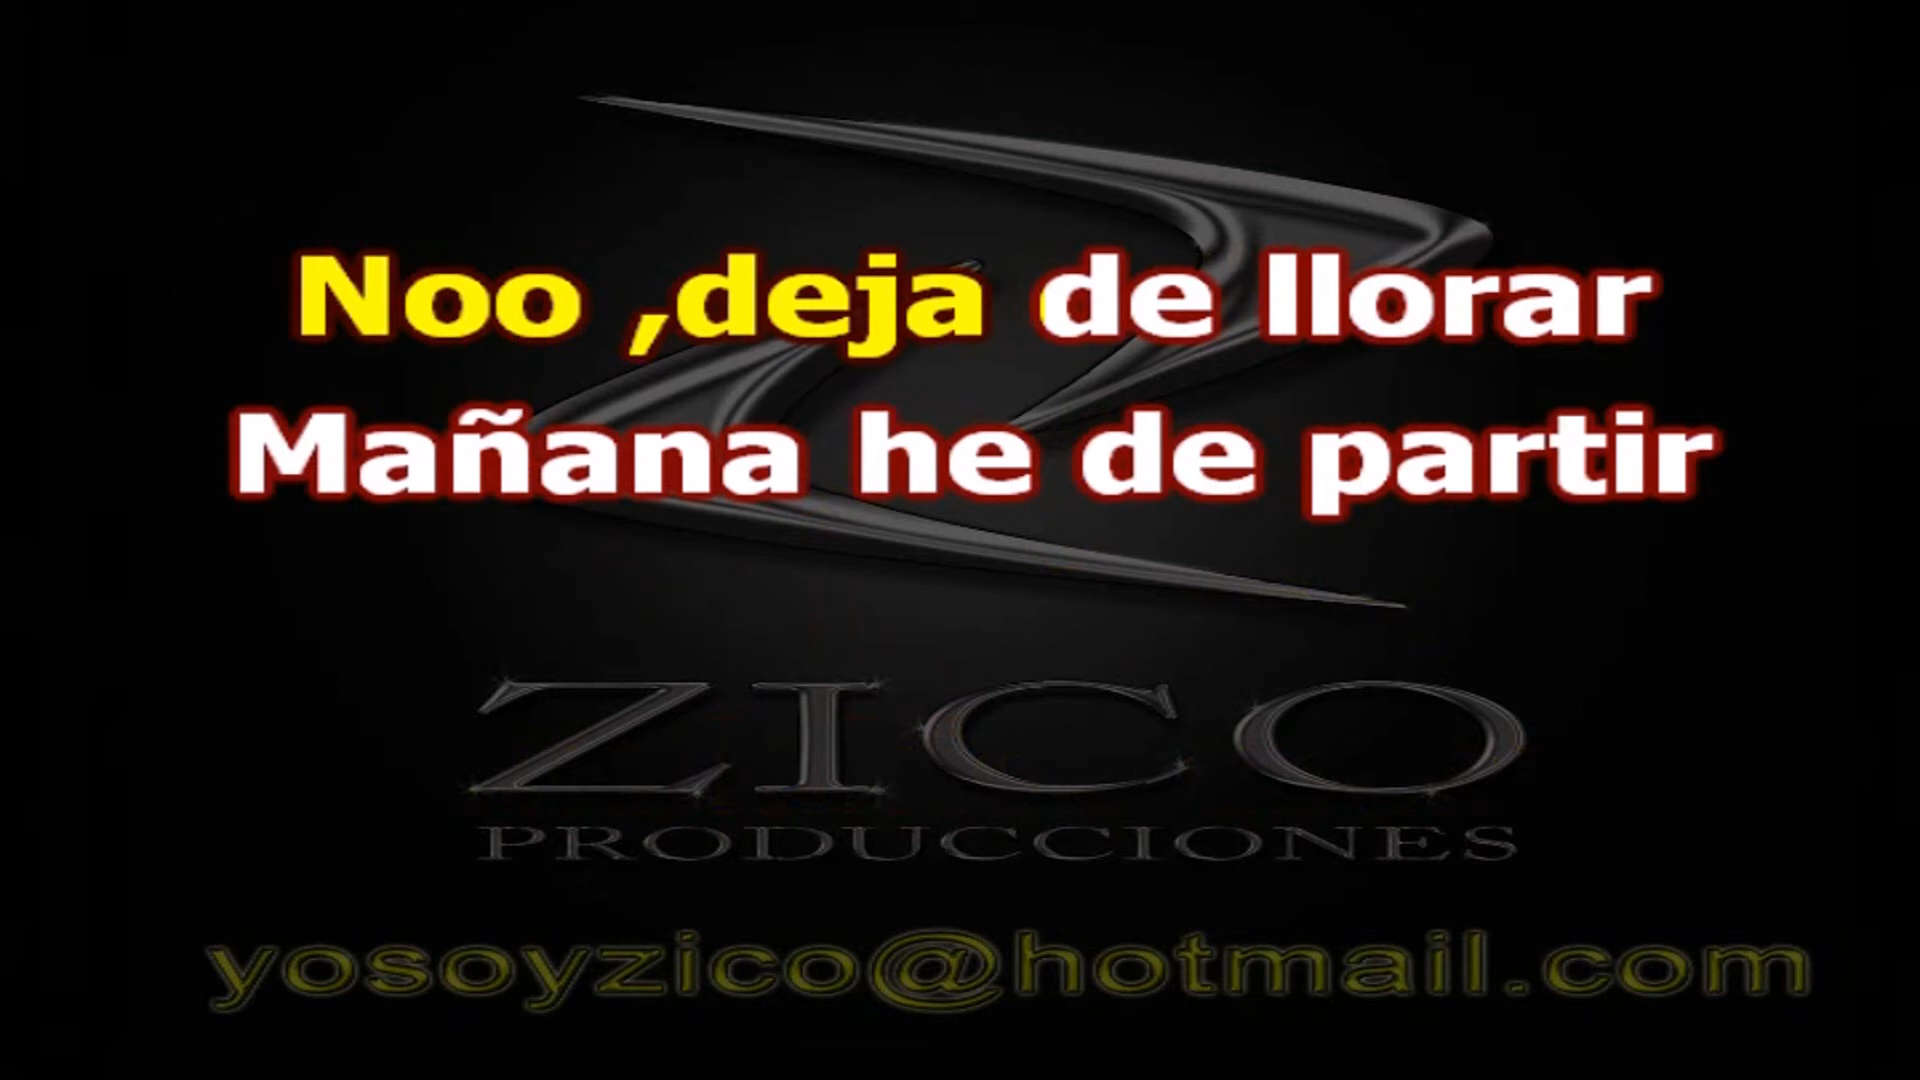 Noo ,deja de llorar
Mañana he de partir
ZICO
PRODUCCIONES
yosoyzico@hotmail.com